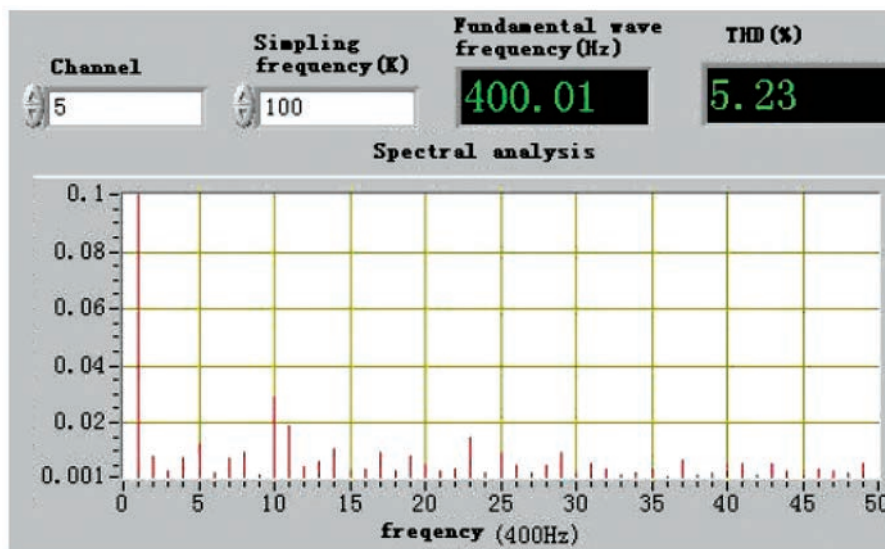 Channel
5
Simpling
frequency(K)
100
Fundamental wave
frequency(Hz)
400.01
THD(%)
5.23
Spectral analysis
0.1
0.08
0.06
0.04
0.02
0.001
0 5 10 15 20 25 30 35 40 45 50
freqency (400Hz)